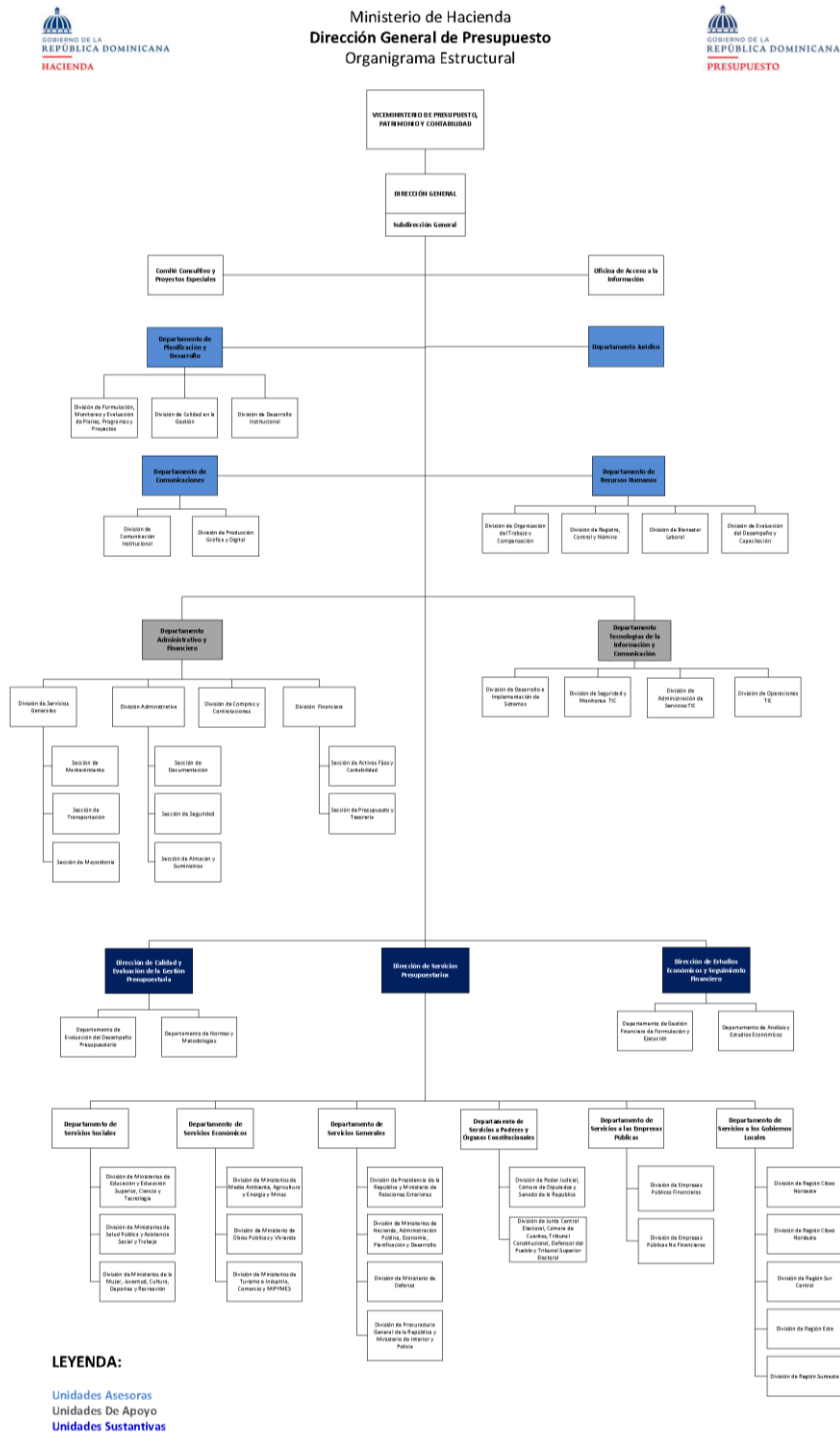 GOBIERNO DE LA
REPÚBLICA DOMINICANA
HACIENDA
Ministerio de Hacienda
Dirección General de Presupuesto
Organigrama Estructural
GOBIERNO DE LA
REPÚBLICA DOMINICANA
PRESUPUESTO
VICEMINISTERIO DE PRESUPUESTO,
PATRIMONIO Y CONTABILIDAD
DIRECCIÓN GENERAL
Subdirección General
Comité Consultivo y
Proyectos Especiales
Oficina de Acceso a la
Información
Departamento de
Planificación y
Desarrollo
Departamento Jurídico
División de Formulación,
Monitoreo y Evaluación
de Planes, Programas y
Proyectos
División de Calidad en la
Gestión
División de Desarrollo
Institucional
Departamento de
Comunicaciones
Departamento de
Recursos Humanos
División de
Comunicación
Institucional
División de Producción
Gráfica y Digital
División de Organización
del Trabajo y
Compensación
División de Registro,
Control y Nómina
División de Bienestar
Laboral
División de Evaluación
del Desempeño y
Capacitación
Departamento
Administrativo y
Financiero
Departamento
Tecnologías de la
Información y
Comunicación
División de Servicios
Generales
División Administrativa
División de Compras y
Contrataciones
División Financiera
División de Desarrollo e
Implementación de
Sistemas
División de Seguridad y
Monitoreo TIC
División de
Administración de
Servicios TIC
División de Operaciones
TIC
Sección de
Mantenimiento
Sección de
Documentación
Sección de Activos Fijos y
Contabilidad
Sección de
Transportación
Sección de Seguridad
Sección de Presupuesto y
Tesorería
Sección de Mayordomía
Sección de Almacén y
Suministros
Dirección de Calidad y
Evaluación de la Gestión
Presupuestaria
Dirección de Servicios
Presupuestarios
Dirección de Estudios
Económicos y Seguimiento
Financiero
Departamento de
Evaluación del Desempeño
Presupuestario
Departamento de Normas y
Metodologías
Departamento de Gestión
Financiera de Formulación y
Ejecución
Departamento de Análisis y
Estudios Económicos
Departamento de
Servicios Sociales
Departamento de
Servicios Económicos
Departamento de
Servicios Generales
Departamento de
Servicios a Poderes y
Órganos Constitucionales
Departamento de
Servicios a las Empresas
Públicas
Departamento de
Servicios a los Gobiernos
Locales
División de Ministerios de
Educación y Educación
Superior, Ciencia y
Tecnología
División de Ministerios de
Medio Ambiente, Agricultura
y Energía y Minas
División de Presidencia de la
República y Ministerio de
Relaciones Exteriores
División de Poder Judicial,
Cámara de Diputados y
Senado de la República
División de Empresas
Públicas Financieras
División de Región Cibao
División de Ministerios de
Salud Pública y Asistencia
Social y Trabajo
División de Ministerio de
Obras Públicas y Vivienda
División de Ministerios de
Hacienda, Administración
Pública, Economía,
Planificación y Desarrollo
División de Junta Central
Electoral, Cámara de
Cuentas, Tribunal
Constitucional, Defensor del
Pueblo y Tribunal Superior
Electoral
División de Empresas
Públicas No Financieras
División de Región Cibao
División de Ministerios de la
Mujer, Juventud, Cultura,
Deportes y Recreación
División de Ministerios de
Turismo e Industria,
Comercio y MIPYMES
División de Ministerio de
Defensa
División de Región Sur
Central
División de Procuraduría
General de la República y
Ministerio de Interior y
Policía
División de Región Este
División de Región Suroeste
LEYENDA:
Unidades Asesoras
Unidades De Apoyo
Unidades Sustantivas